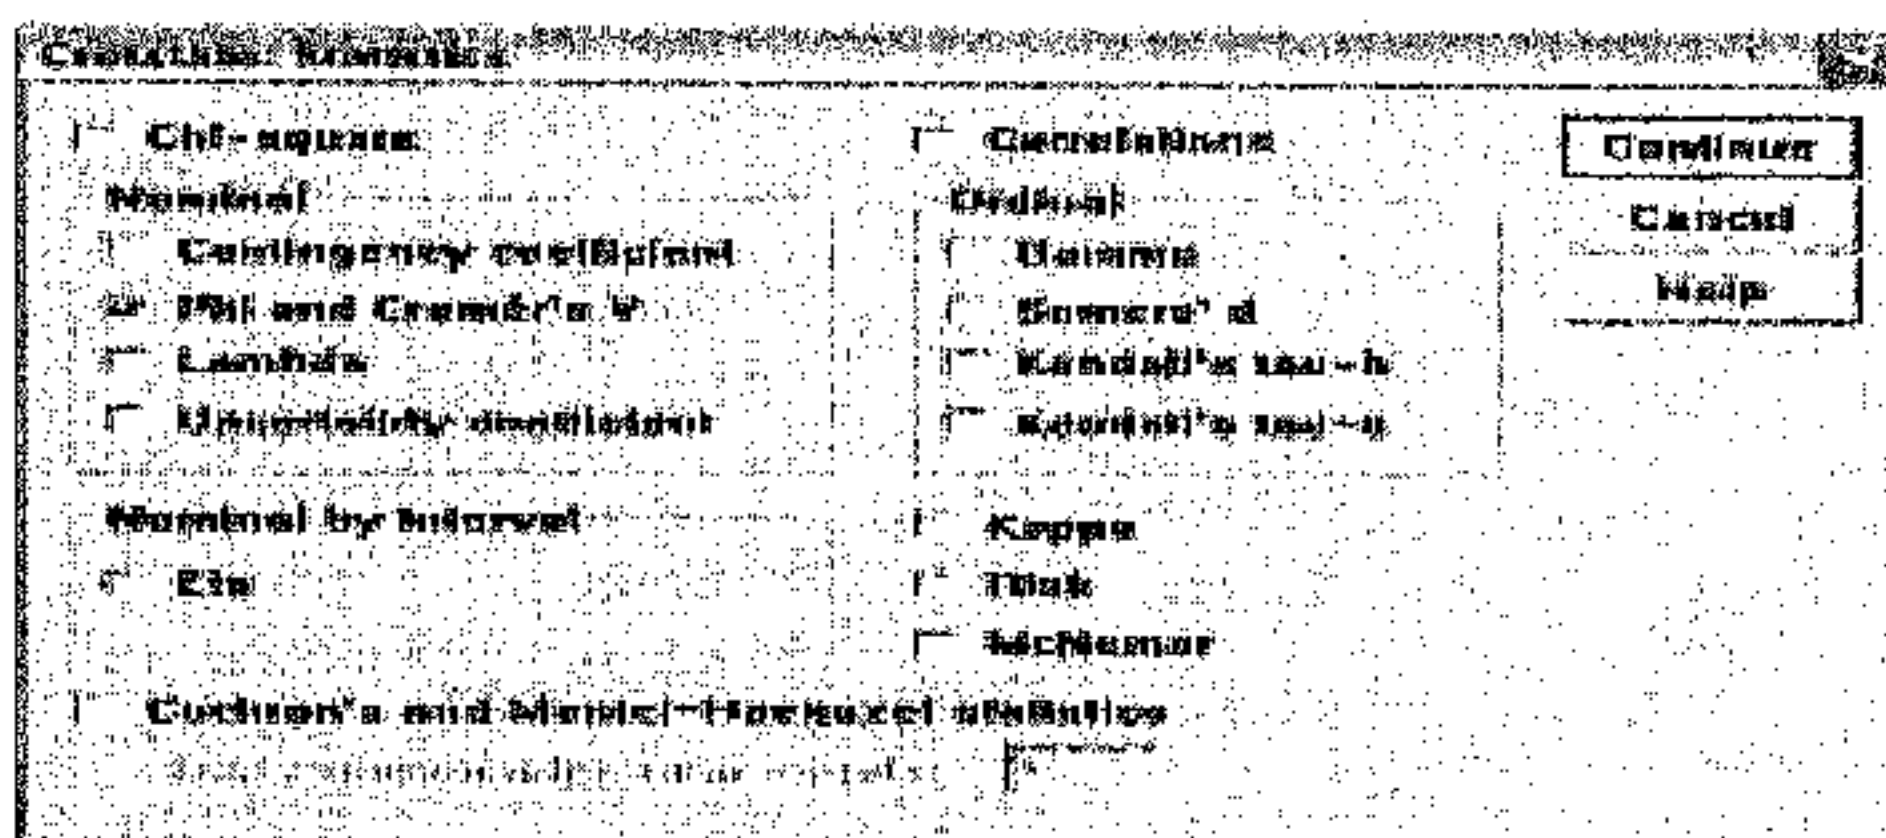 Crosstabs: Statistics
Chi-square
Correlations
Continue
Nominal
Ordinal
Cancel
Contingency coefficient
Gamma
Help
Phi and Cramér's V
Somers' d
Lambda
Kendall's tau-b
Uncertainty coefficient
Kendall's tau-c
Nominal by Interval
Kappa
Eta
Risk
McNemar
Cochran's and Mantel-Haenszel statistics